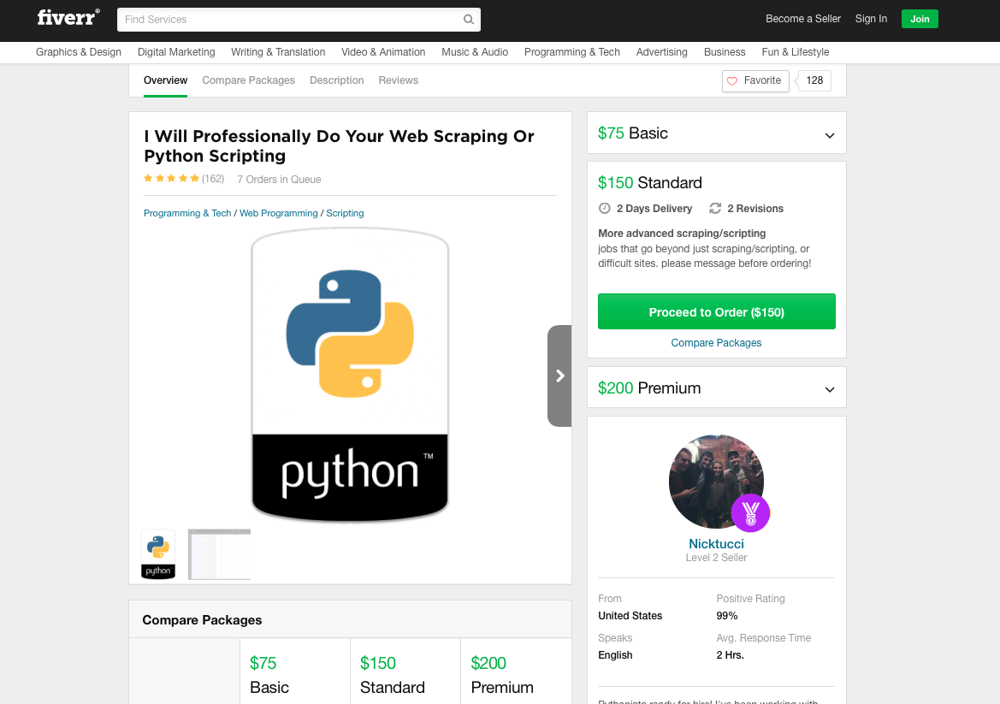 fiverr®
Find Services
Become a Seller
Sign In
Join
Graphics & Design
Digital Marketing
Writing & Translation
Video & Animation
Music & Audio
Programming & Tech
Advertising
Business
Fun & Lifestyle
Overview
Compare Packages
Description
Reviews
Favorite
128
I Will Professionally Do Your Web Scraping Or
Python Scripting
(162)
7 Orders in Queue
Programming & Tech / Web Programming / Scripting
python™
python
Compare Packages
$75
Basic
$150
Standard
$200
Premium
$75 Basic
$150 Standard
2 Days Delivery
2 Revisions
More advanced scraping/scripting
jobs that go beyond just scraping/scripting, or
difficult sites. please message before ordering!
Proceed to Order ($150)
Compare Packages
$200 Premium
2
Nicktucci
Level 2 Seller
From
United States
Positive Rating
99%
Speaks
English
Avg. Response Time
2 Hrs.
Pythonista ready for hire! I've been working with